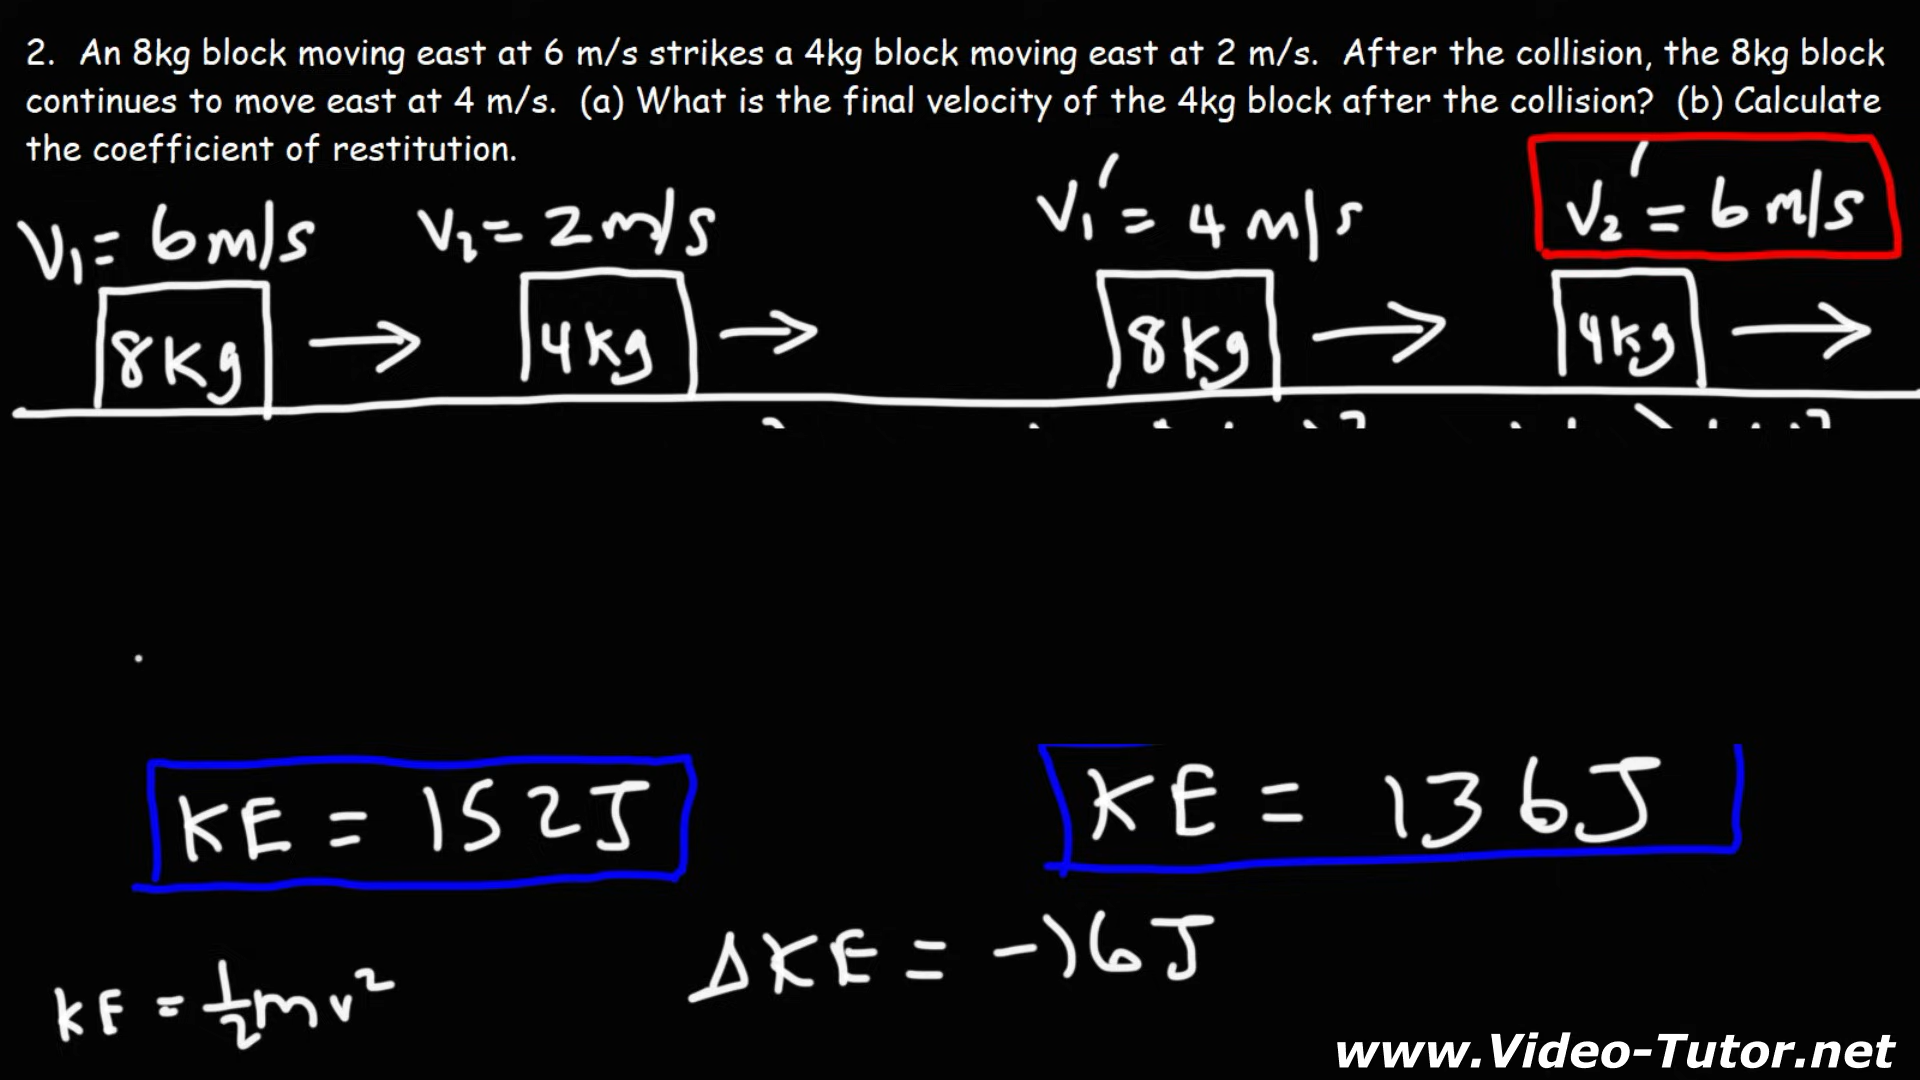 2. An 8kg block moving east at 6 m/s strikes a 4kg block moving east at 2 m/s. After the collision, the 8kg block
continues to move east at 4 m/s. (a) What is the final velocity of the 4kg block after the collision? (b) Calculate
the coefficient of restitution.
V₁ = 6 m/s V₂ = 2 m/s V₁' = 4 m/s V₂' = 6 m/s
8kg → 4kg → 8kg → 4kg →
KE = 152J KE = 136J
ΔKE = -16J
KE = ½mv²
www.Video-Tutor.net